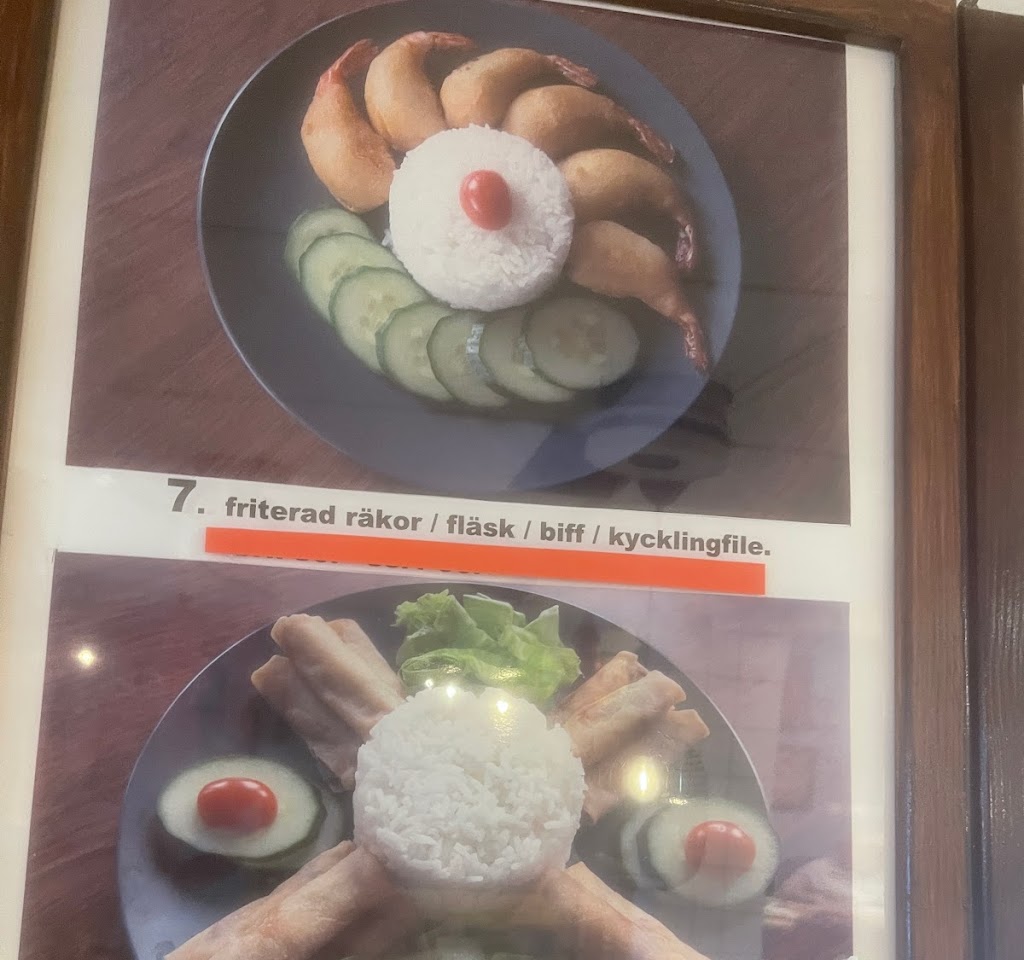 7. friterad räkor / fläsk / biff / kycklingfile.